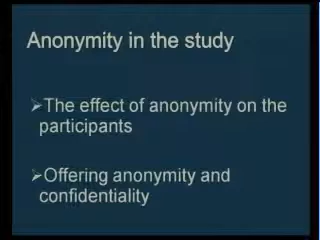 Anonymity in the study
➢The effect of anonymity on the
participants
➢Offering anonymity and
confidentiality